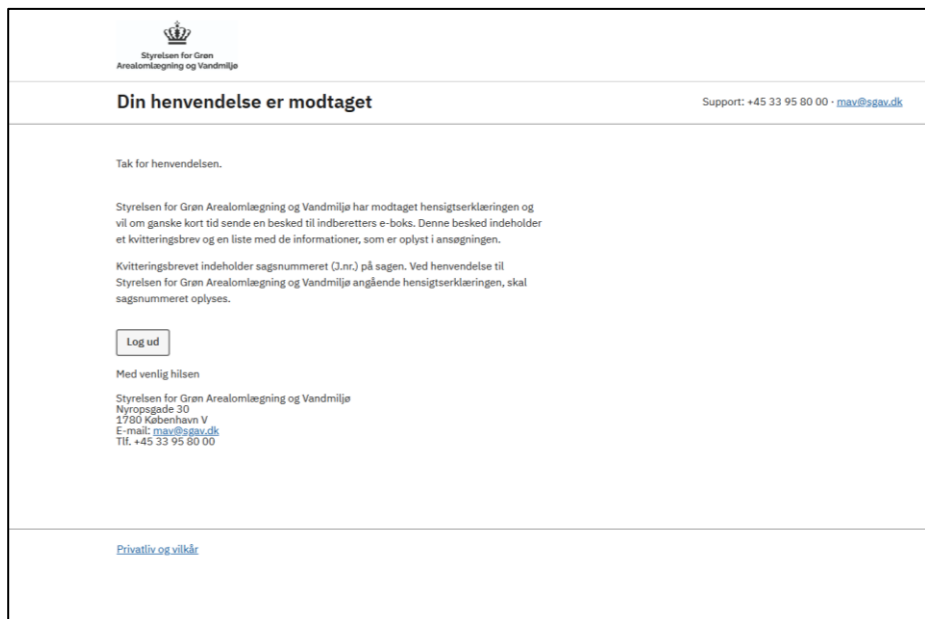 Styrelsen for Grøn
Arealomlægning og Vandmiljø
Din henvendelse er modtaget
Support: +45 33 95 80 00 · mav@sgav.dk
Tak for henvendelsen.
Styrelsen for Grøn Arealomlægning og Vandmiljø har modtaget hensigtserklæringen og
vil om ganske kort tid sende en besked til indberetters e-boks. Denne besked indeholder
et kvitteringsbrev og en liste med de informationer, som er oplyst i ansøgningen.
Kvitteringsbrevet indeholder sagsnummeret (J.nr.) på sagen. Ved henvendelse til
Styrelsen for Grøn Arealomlægning og Vandmiljø angående hensigtserklæringen, skal
sagsnummeret oplyses.
Log ud
Med venlig hilsen
Styrelsen for Grøn Arealomlægning og Vandmiljø
Nyropsgade 30
1780 København V
E-mail: mav@sgav.dk
Tlf. +45 33 95 80 00
Privatliv og vilkår